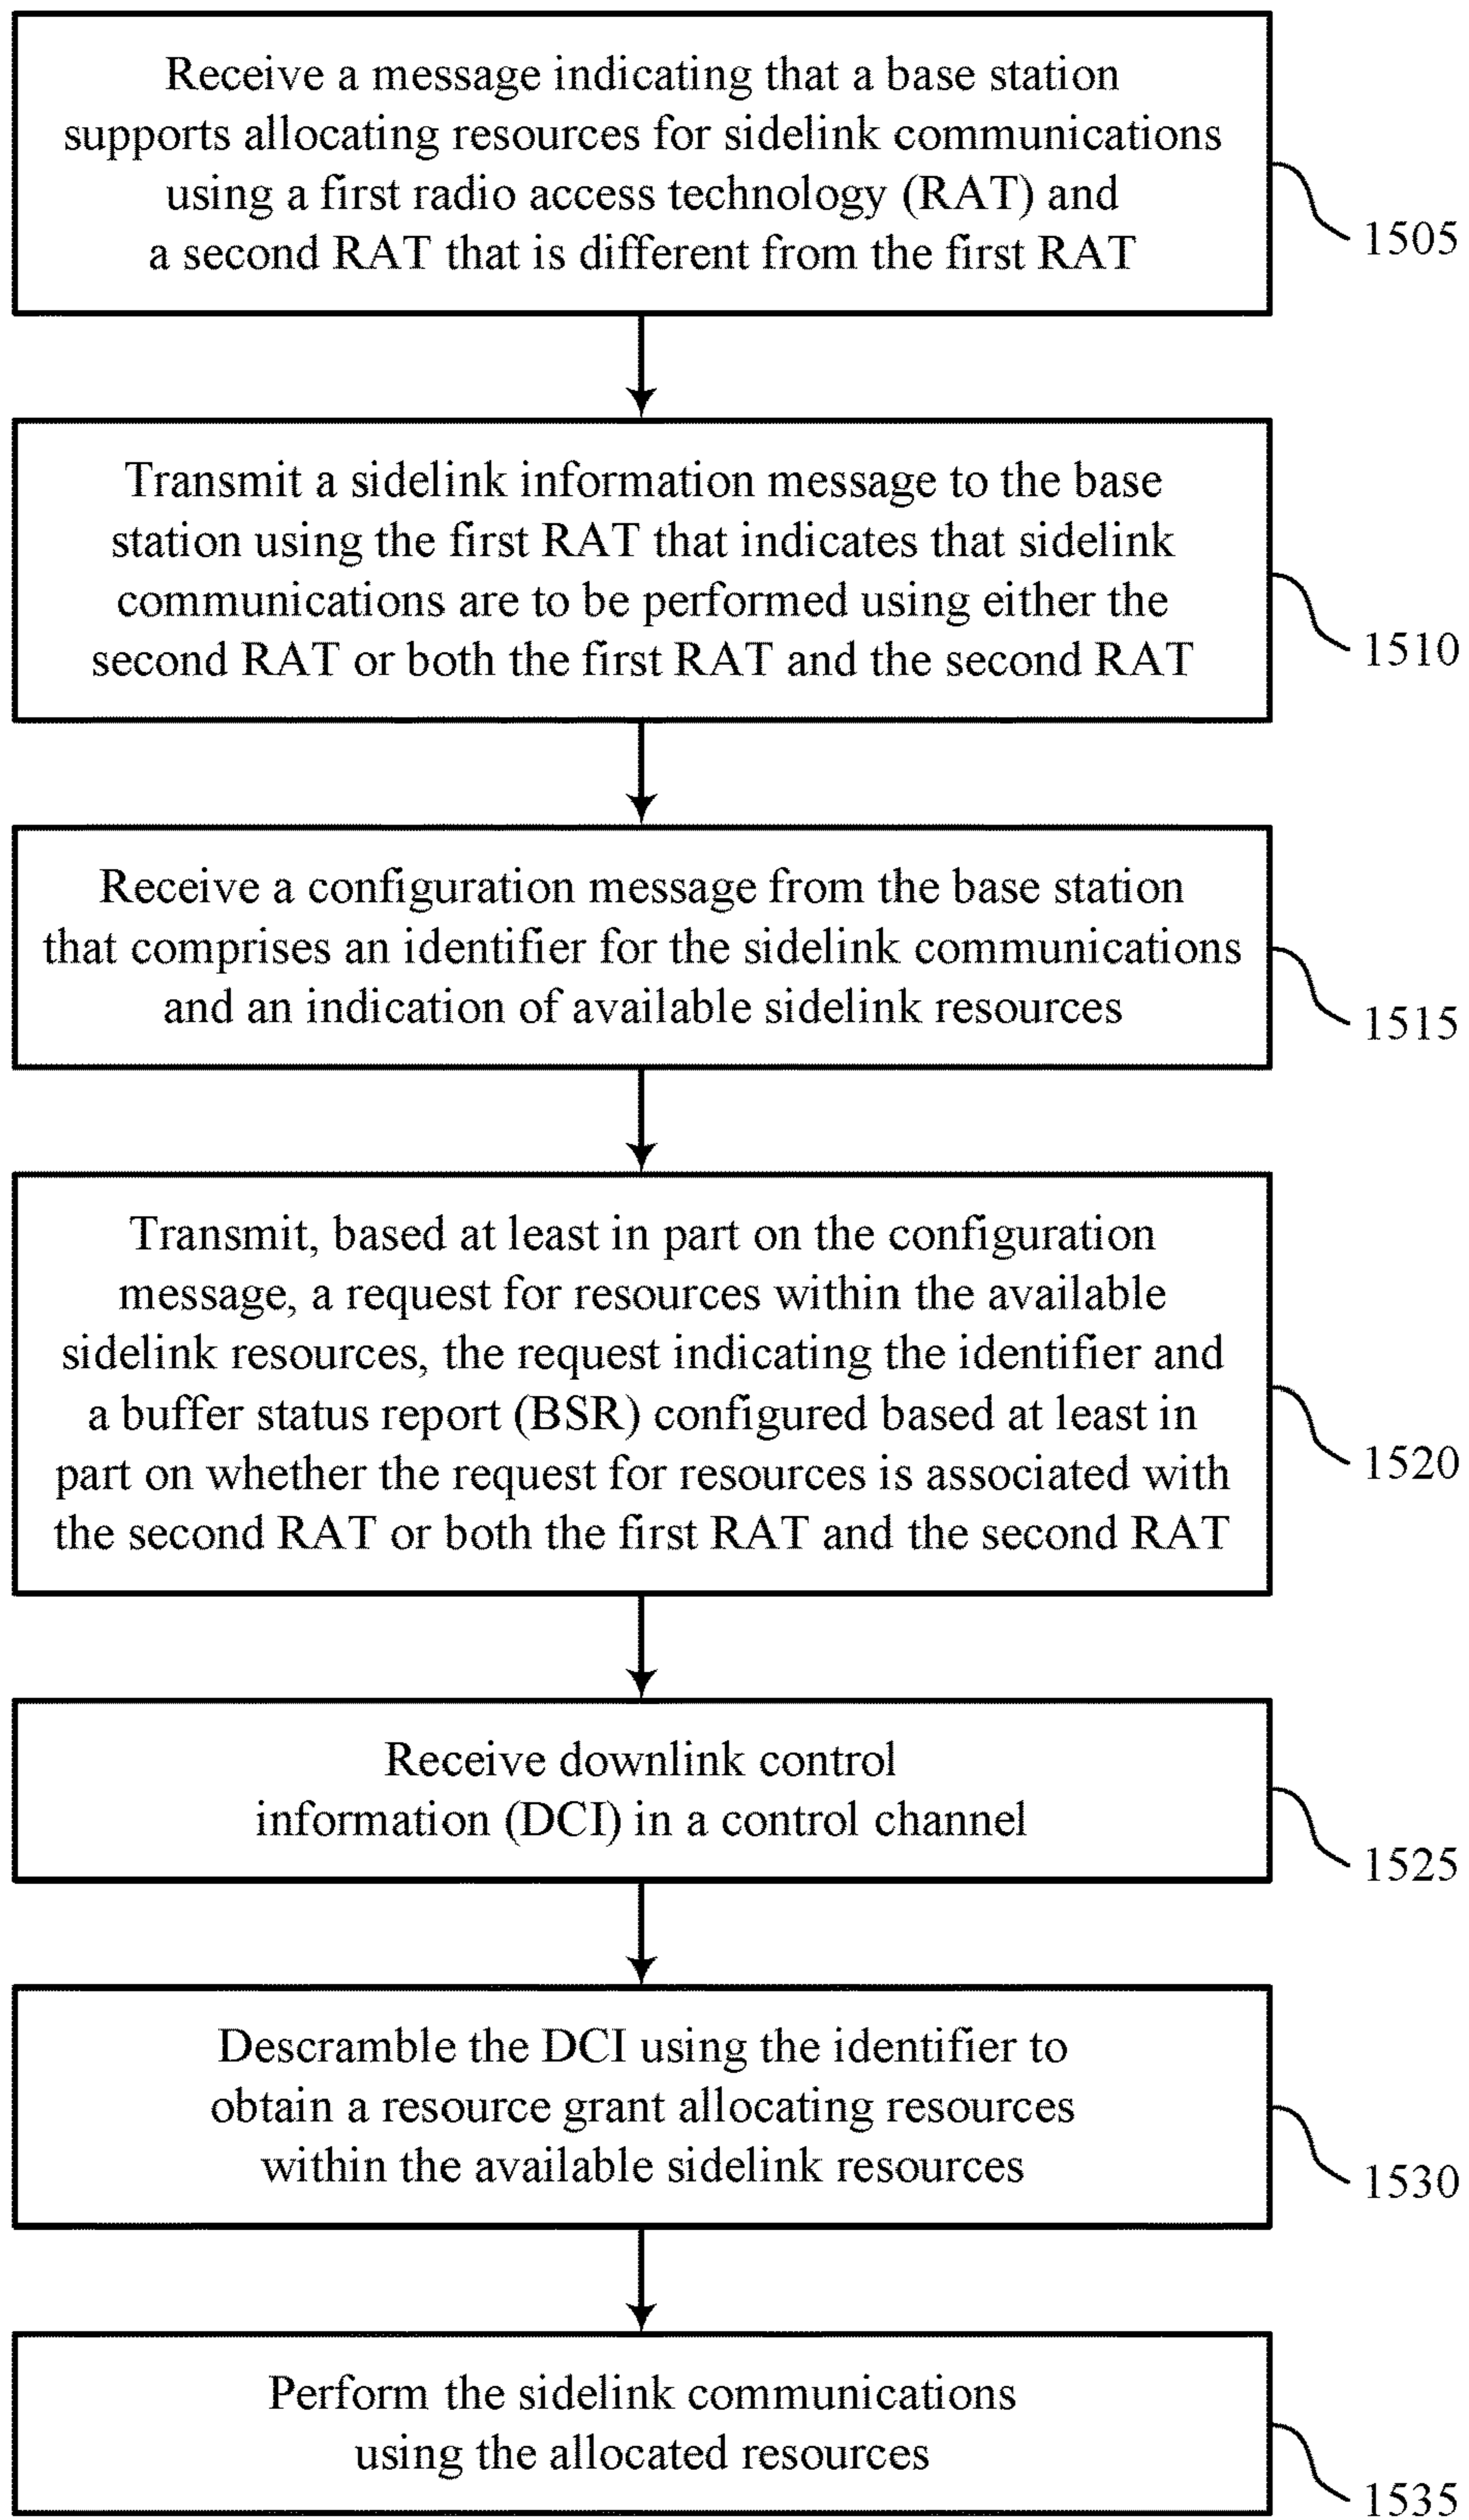 Receive a message indicating that a base station
supports allocating resources for sidelink communications
using a first radio access technology (RAT) and
a second RAT that is different from the first RAT
1505
Transmit a sidelink information message to the base
station using the first RAT that indicates that sidelink
communications are to be performed using either the
second RAT or both the first RAT and the second RAT
1510
Receive a configuration message from the base station
that comprises an identifier for the sidelink communications
and an indication of available sidelink resources
1515
Transmit, based at least in part on the configuration
message, a request for resources within the available
sidelink resources, the request indicating the identifier and
a buffer status report (BSR) configured based at least in
part on whether the request for resources is associated with
the second RAT or both the first RAT and the second RAT
1520
Receive downlink control
information (DCI) in a control channel
1525
Descramble the DCI using the identifier to
obtain a resource grant allocating resources
within the available sidelink resources
1530
Perform the sidelink communications
using the allocated resources
1535